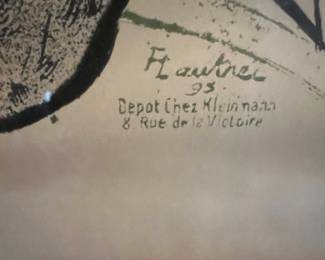 HLautrec
93
Depot Chez Kleinmann
8. Rue de la Victoire